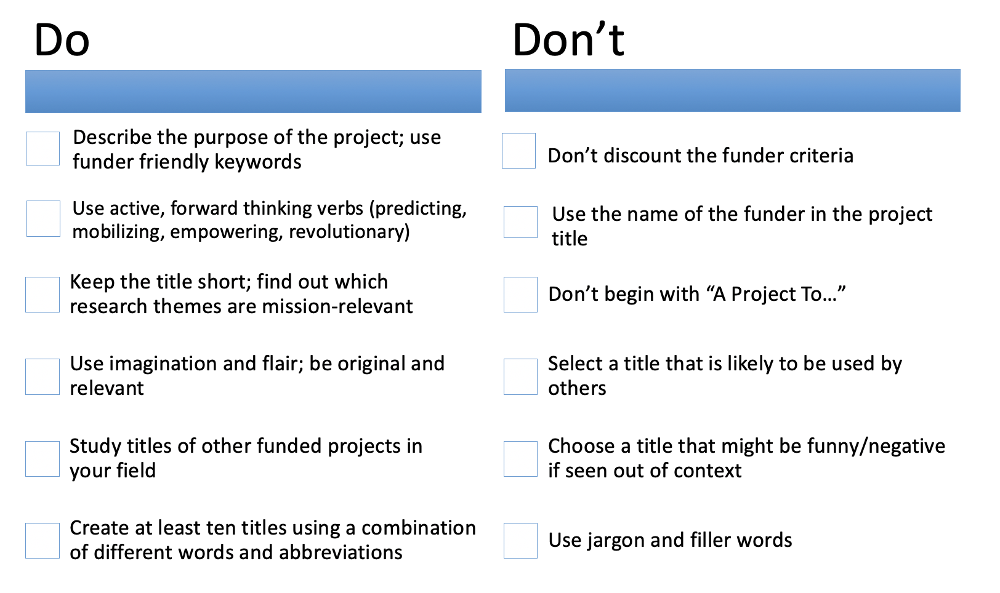 Do
Describe the purpose of the project; use
funder friendly keywords
Use active, forward thinking verbs (predicting,
mobilizing, empowering, revolutionary)
Keep the title short; find out which
research themes are mission-relevant
Use imagination and flair; be original and
relevant
Study titles of other funded projects in
your field
Create at least ten titles using a combination
of different words and abbreviations
Don’t
Don’t discount the funder criteria
Use the name of the funder in the project
title
Don’t begin with “A Project To…”
Select a title that is likely to be used by
others
Choose a title that might be funny/negative
if seen out of context
Use jargon and filler words